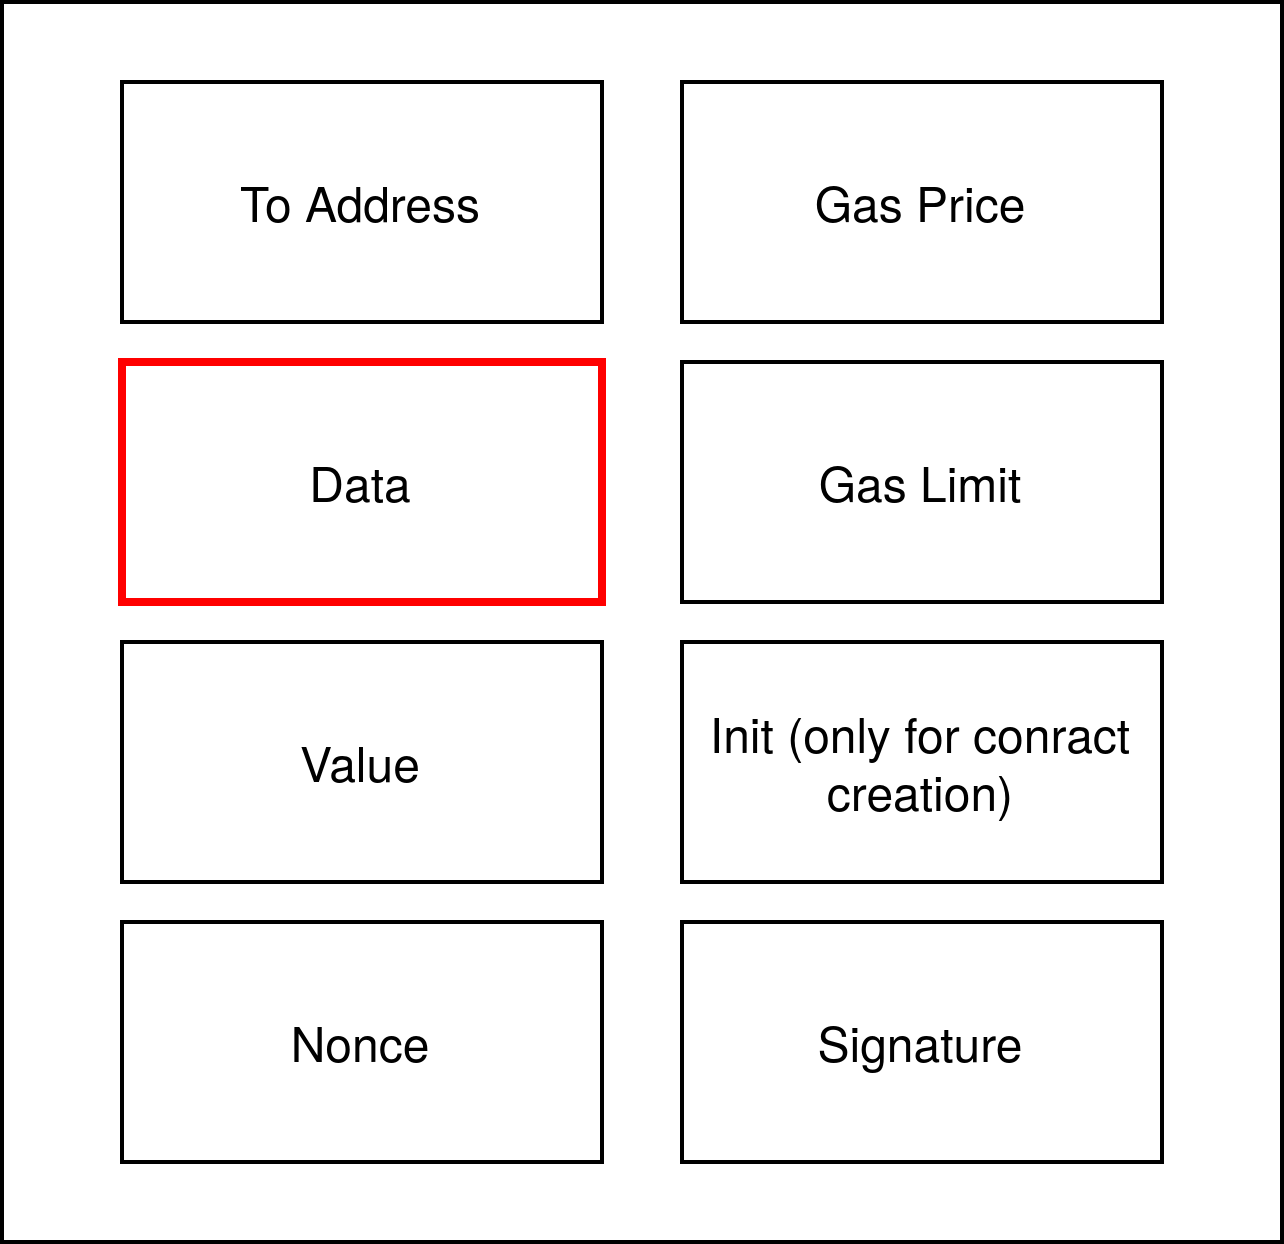 To Address
Gas Price
Data
Gas Limit
Value
Init (only for conract
creation)
Nonce
Signature